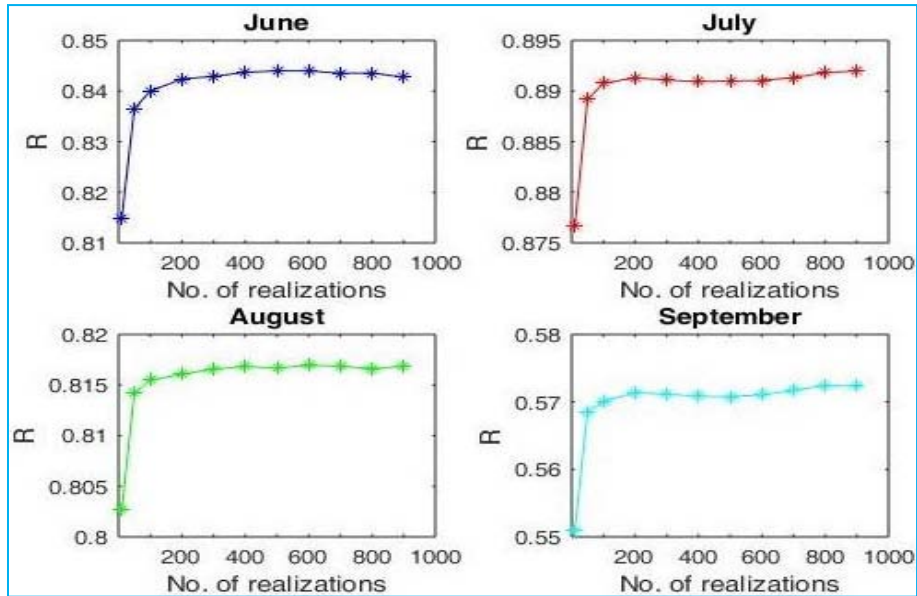 June
0.85
0.84
0.83
0.82
0.81
R
200 400 600 800 1000
No. of realizations
July
0.895
0.89
0.885
0.88
0.875
R
200 400 600 800 1000
No. of realizations
August
0.82
0.815
0.81
0.805
0.8
R
200 400 600 800 1000
No. of realizations
September
0.58
0.57
0.56
0.55
R
200 400 600 800 1000
No. of realizations